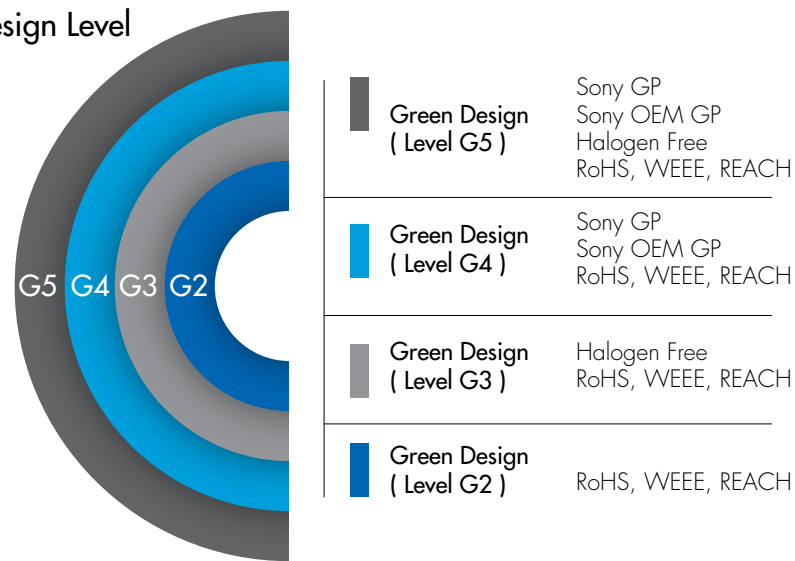 esign Level
G5 G4 G3 G2
Green Design
( Level G5 )
Sony GP
Sony OEM GP
Halogen Free
RoHS, WEEE, REACH
Green Design
( Level G4 )
Sony GP
Sony OEM GP
RoHS, WEEE, REACH
Green Design
( Level G3 )
Halogen Free
RoHS, WEEE, REACH
Green Design
( Level G2 )
RoHS, WEEE, REACH